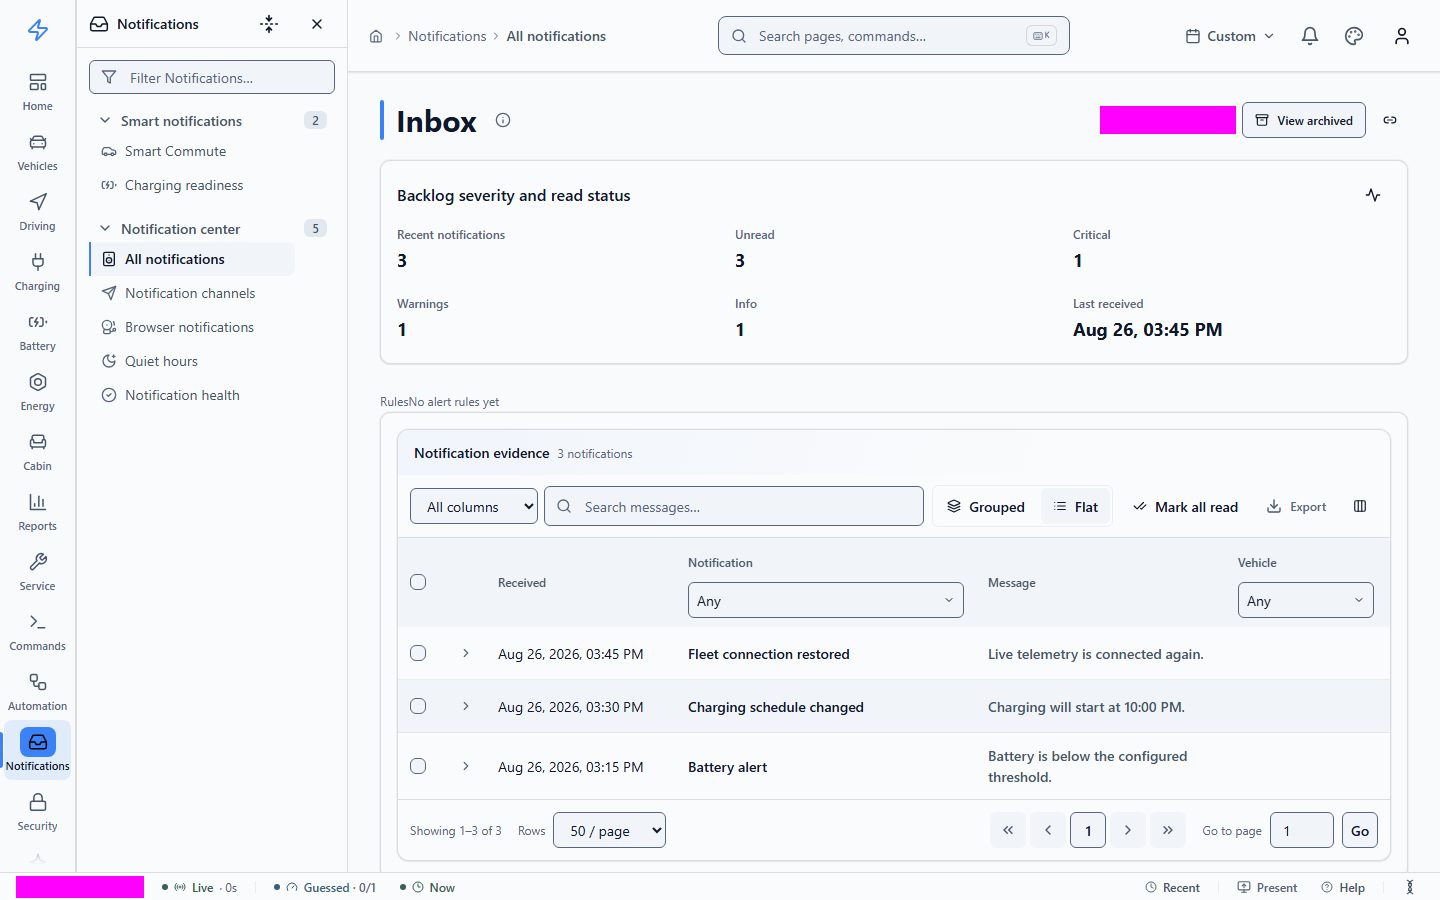 Notifications
Filter Notifications...
Smart notifications 2
Smart Commute
Charging readiness
Notification center 5
All notifications
Notification channels
Browser notifications
Quiet hours
Notification health
Home
Vehicles
Driving
Charging
Battery
Energy
Cabin
Reports
Service
Commands
Automation
Notifications
Security
Notifications All notifications
Search pages, commands... K
Custom
Inbox
View archived
Backlog severity and read status
Recent notifications Unread Critical
3 3 1
Warnings Info Last received
1 1 Aug 26, 03:45 PM
RulesNo alert rules yet
Notification evidence 3 notifications
All columns Search messages... Grouped Flat Mark all read Export
Received Notification Message Vehicle
Any Any
Aug 26, 2026, 03:45 PM Fleet connection restored Live telemetry is connected again.
Aug 26, 2026, 03:30 PM Charging schedule changed Charging will start at 10:00 PM.
Aug 26, 2026, 03:15 PM Battery alert Battery is below the configured
threshold.
Showing 1–3 of 3 Rows 50 / page 1 Go to page 1 Go
Live · 0s Guessed · 0/1 Now Recent Present Help